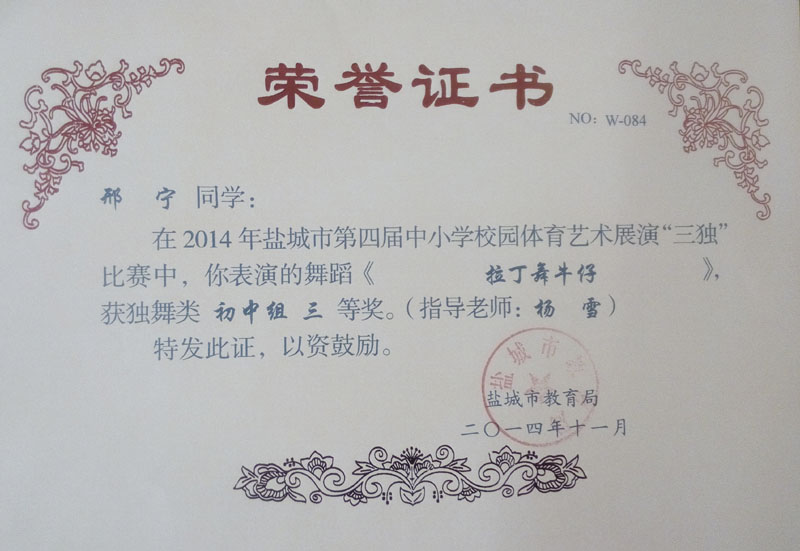 荣誉证书
NO: W-084
邢 宁 同学：
在2014年盐城市第四届中小学校园体育艺术展演“三独”
比赛中，你表演的舞蹈《 拉丁舞牛仔 》，
获独舞类 初中组 三 等奖。（指导老师：杨 雪）
特发此证，以资鼓励。
盐城市
盐城市教育局
二〇一四年十一月